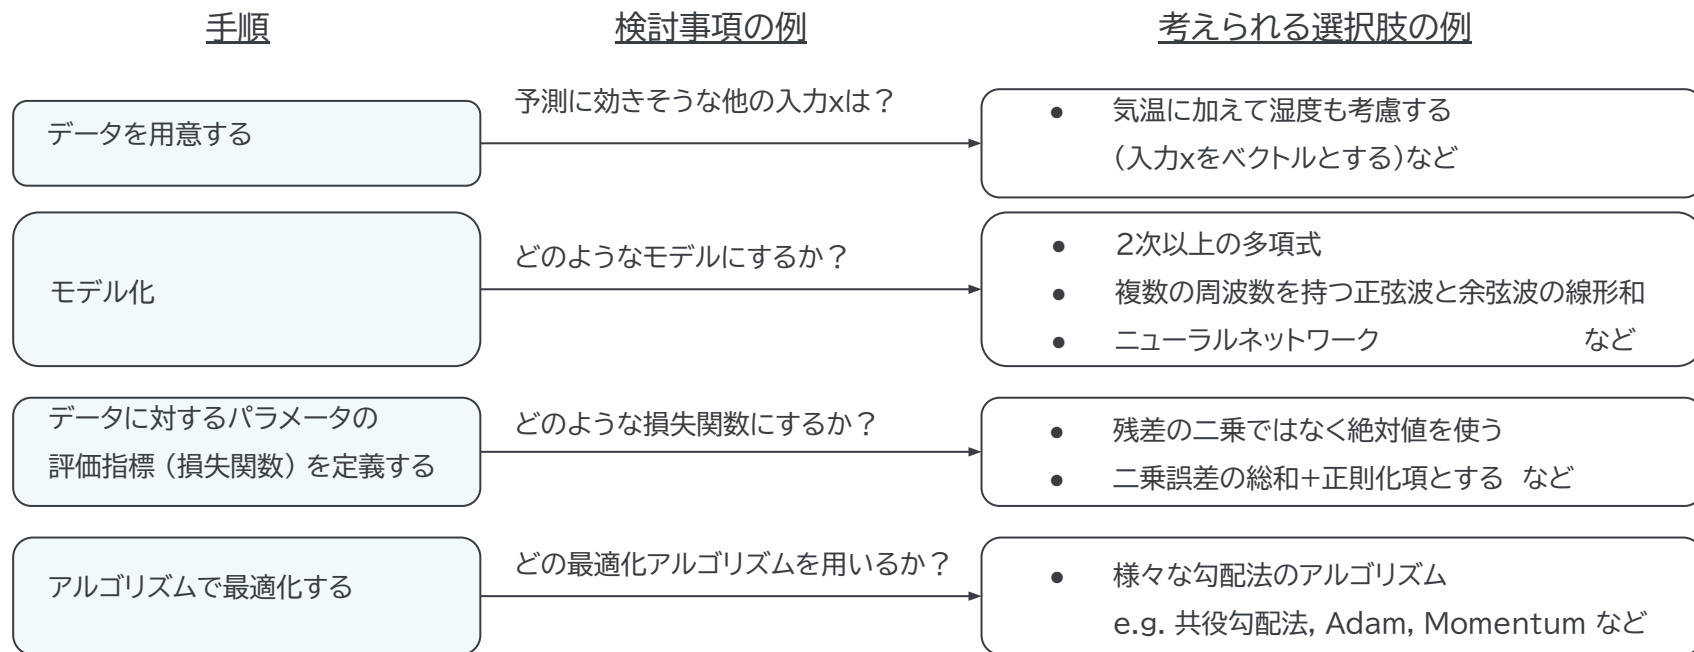 手順
検討事項の例
考えられる選択肢の例
データを用意する
予測に効きそうな他の入力xは？
● 気温に加えて湿度も考慮する
（入力xをベクトルとする）など
モデル化
どのようなモデルにするか？
● 2次以上の多項式
● 複数の周波数を持つ正弦波と余弦波の線形和
● ニューラルネットワーク など
データに対するパラメータの
評価指標（損失関数）を定義する
どのような損失関数にするか？
● 残差の二乗ではなく絶対値を使う
● 二乗誤差の総和＋正則化項とする など
アルゴリズムで最適化する
どの最適化アルゴリズムを用いるか？
● 様々な勾配法のアルゴリズム
e.g. 共役勾配法, Adam, Momentum など